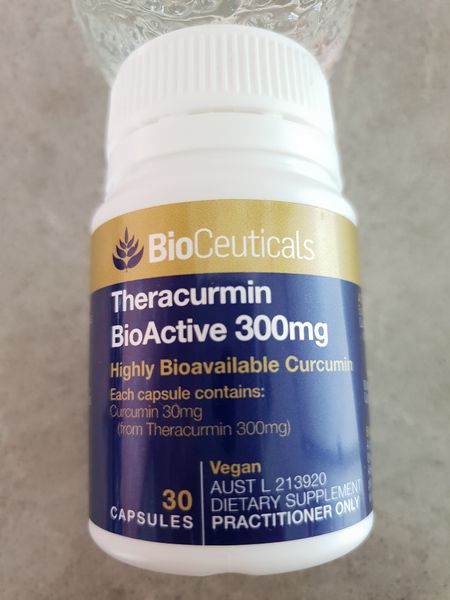 BioCeuticals
Theracurmin
BioActive 300mg
Highly Bioavailable Curcumin
Each capsule contains:
Curcumin 30mg
(from Theracurmin 300mg)
30
CAPSULES
Vegan
AUST L 213920
DIETARY SUPPLEMENT
PRACTITIONER ONLY